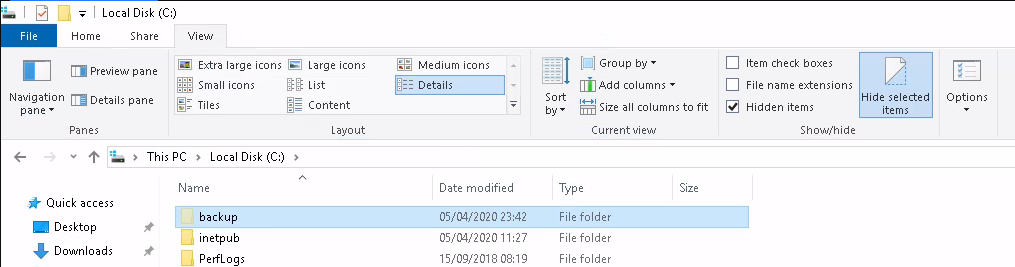 Local Disk (C:)
File Home Share View
Navigation pane
Preview pane
Details pane
Panes
Extra large icons Large icons Medium icons
Small icons List Details
Tiles Content
Layout
Sort by
Group by
Add columns
Size all columns to fit
Current view
Item check boxes
File name extensions
Hidden items
Hide selected items
Show/hide
Options
This PC Local Disk (C:)
Quick access
Desktop
Downloads
Name Date modified Type Size
backup 05/04/2020 23:42 File folder
inetpub 05/04/2020 11:27 File folder
PerfLogs 15/09/2018 08:19 File folder